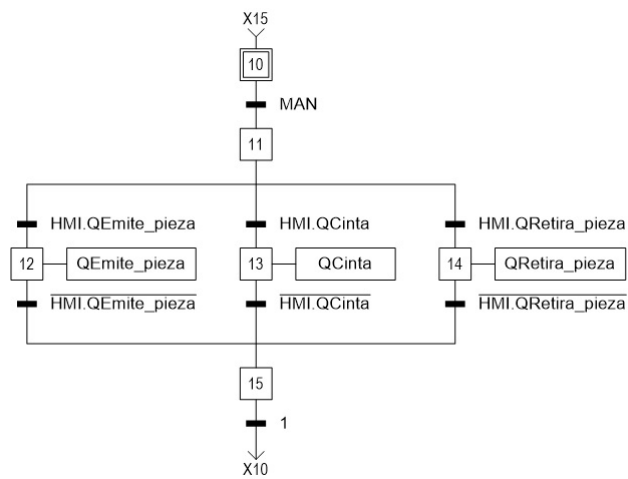 X15
10
MAN
11
HMI.QEmite_pieza HMI.QCinta HMI.QRetira_pieza
12 QEmite_pieza 13 QCinta 14 QRetira_pieza
HMI.QEmite_pieza HMI.QCinta HMI.QRetira_pieza
15
1
X10